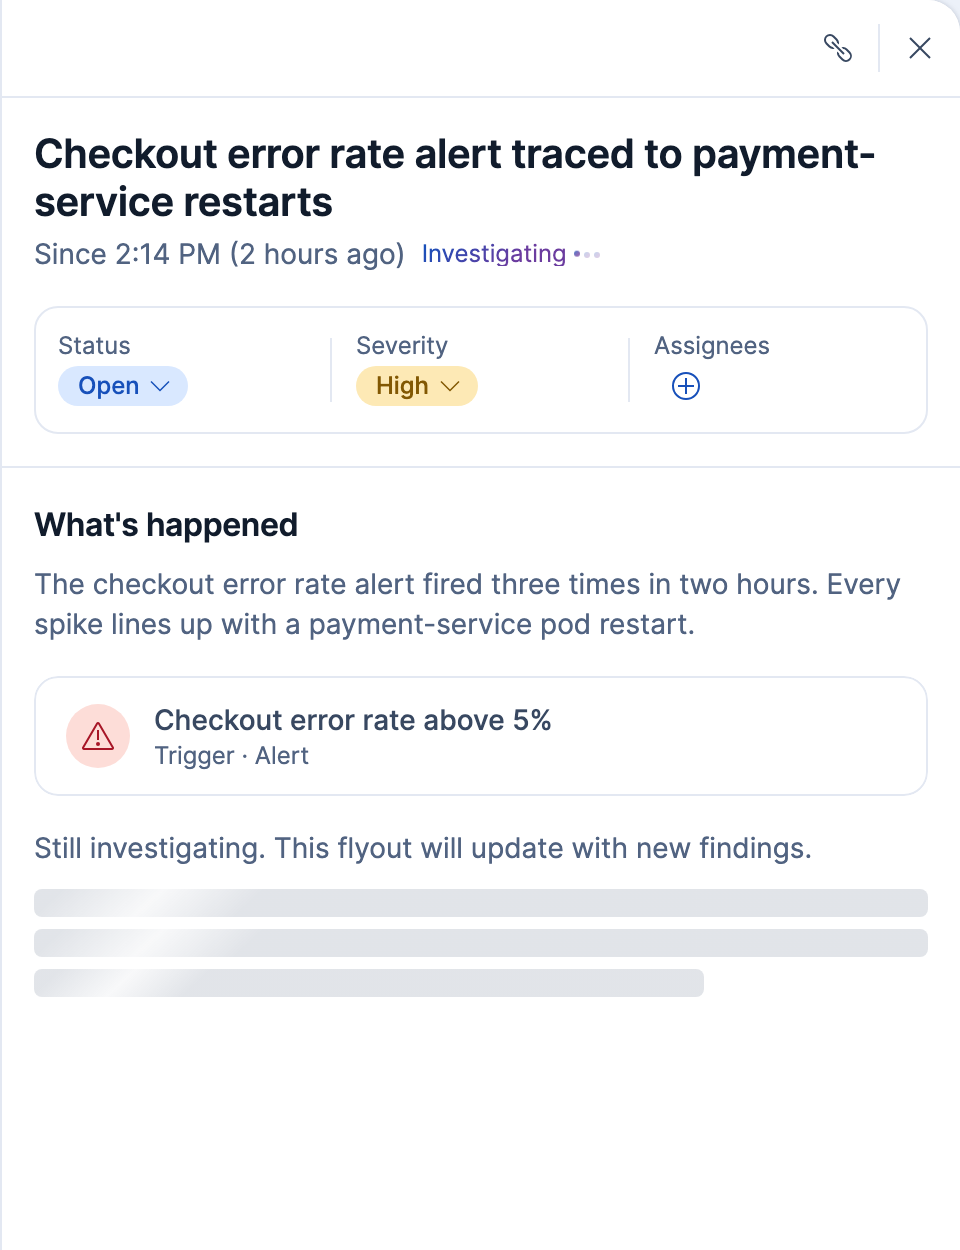 Checkout error rate alert traced to payment-
service restarts
Since 2:14 PM (2 hours ago) Investigating
Status
Open
Severity
High
Assignees
What's happened
The checkout error rate alert fired three times in two hours. Every
spike lines up with a payment-service pod restart.
Checkout error rate above 5%
Trigger · Alert
Still investigating. This flyout will update with new findings.